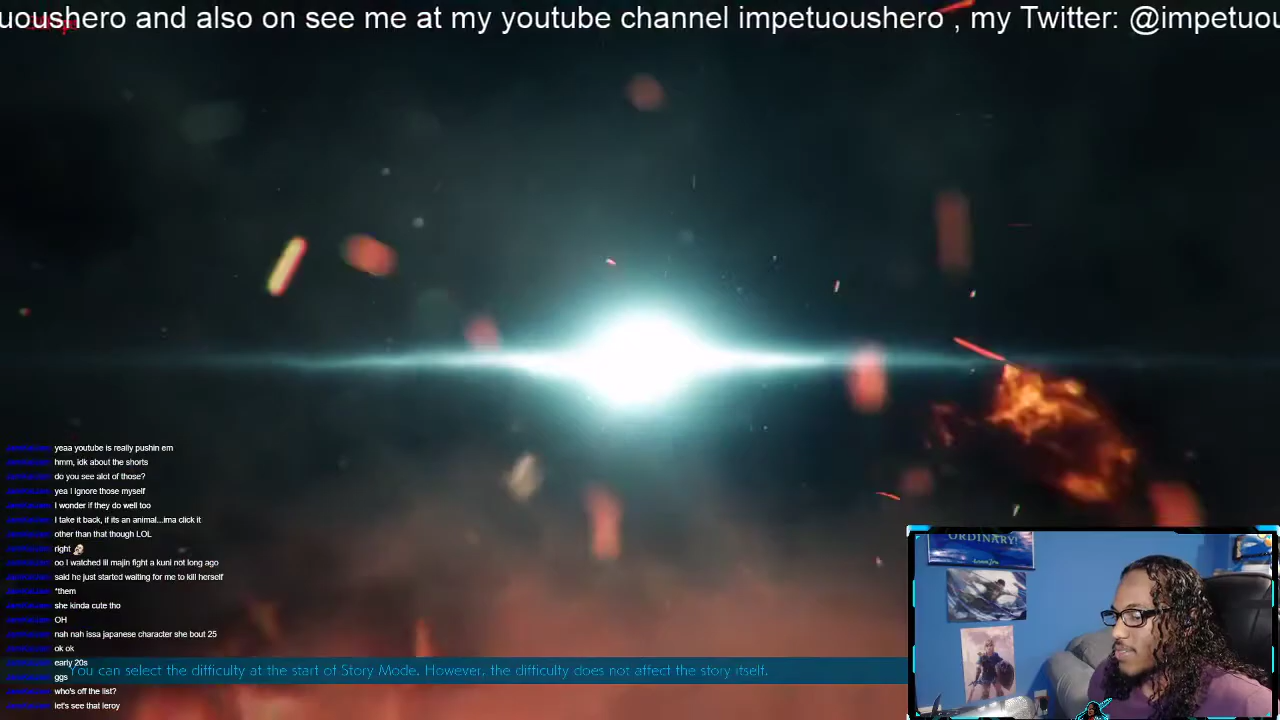 uoushero and also on see me at my youtube channel impetuoushero , my Twitter: @impetuou
yeaa youtube is really pushin em
hmm, idk about the shorts
do you see alot of those?
yea I ignore those myself
I wonder if they do well too
I take it back, if its an animal...ima click it
other than that though LOL
right
oo I watched lil majin fight a kuni not long ago
said he just started waiting for me to kill herself
*them
she kinda cute tho
OH
nah nah issa japanese character she bout 25
ok ok
early 20s
You can select the difficulty at the start of Story Mode. However, the difficulty does not affect the story itself.
ggs
who's off the list?
let's see that leroy
ORDINARY!